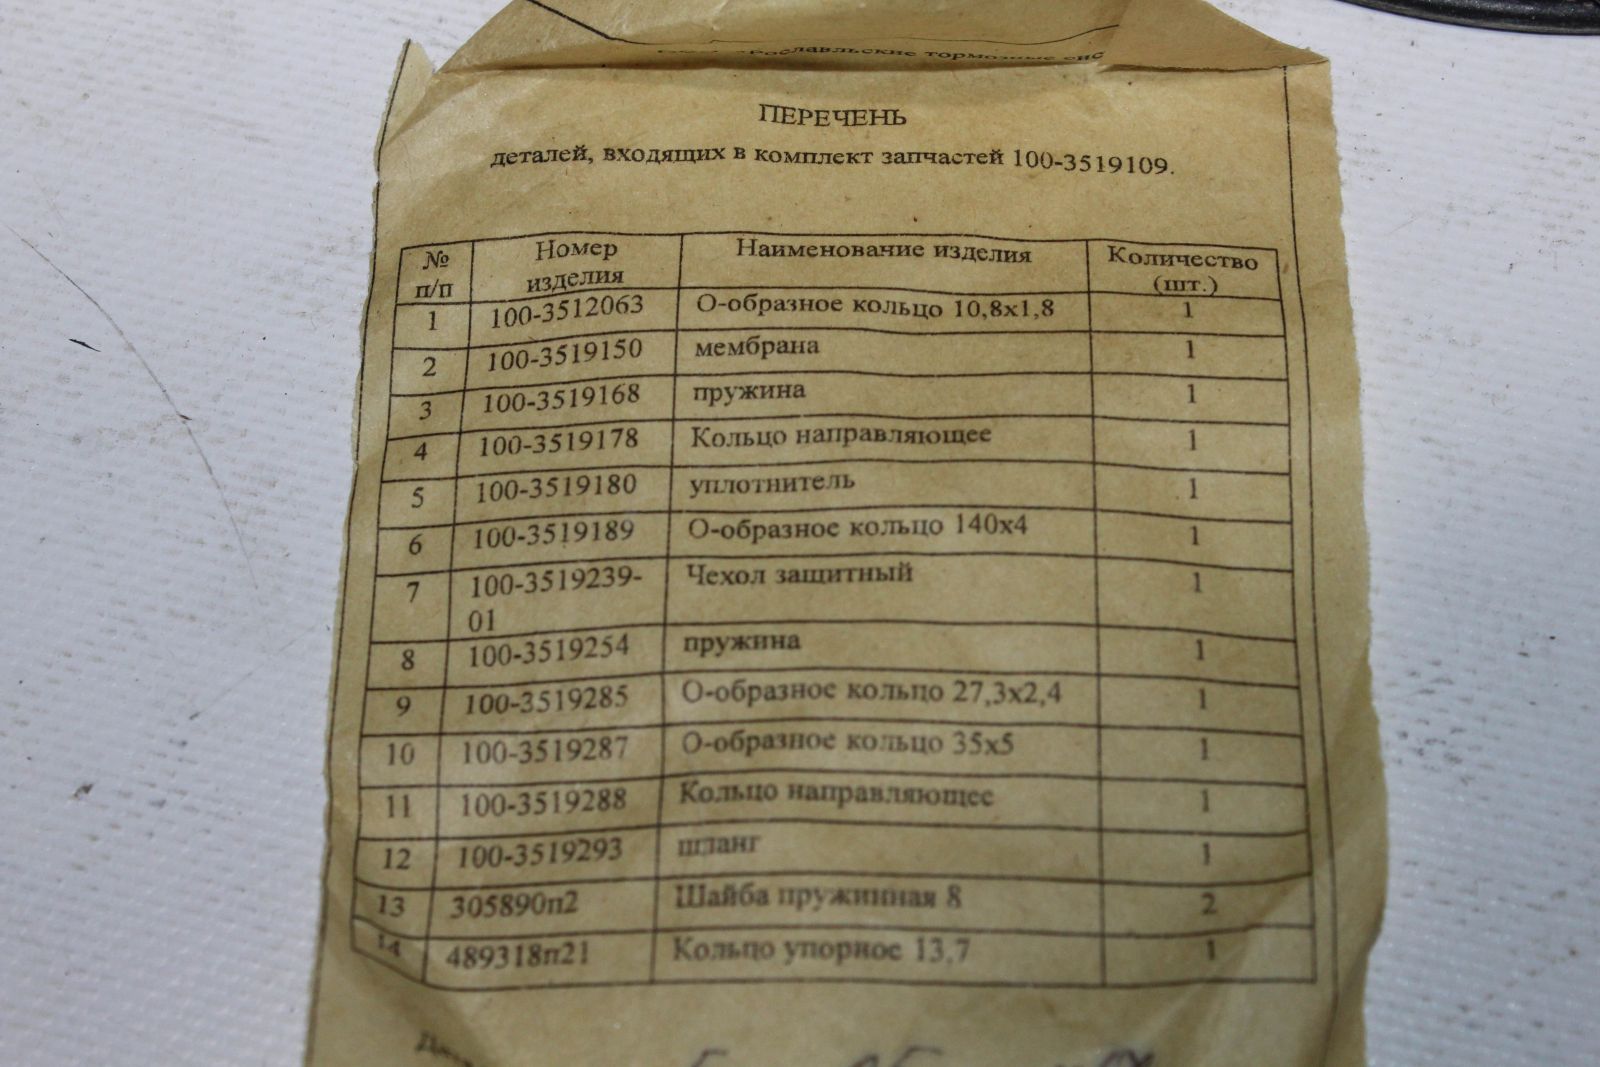 тормозные
ПЕРЕЧЕНЬ
деталей, входящих в комплект запчастей 100-3519109.
№ п/п Номер изделия Наименование изделия Количество (шт.)
1 100-3512063 О-образное кольцо 10,8х1,8 1
2 100-3519150 мембрана 1
3 100-3519168 пружина 1
4 100-3519178 Кольцо направляющее 1
5 100-3519180 уплотнитель 1
6 100-3519189 О-образное кольцо 140х4 1
7 100-3519239-01 Чехол защитный 1
8 100-3519254 пружина 1
9 100-3519285 О-образное кольцо 27,3х2,4 1
10 100-3519287 О-образное кольцо 35х5 1
11 100-3519288 Кольцо направляющее 1
12 100-3519293 шланг 1
13 305890п2 Шайба пружинная 8 2
14 489318п21 Кольцо упорное 13,7 1